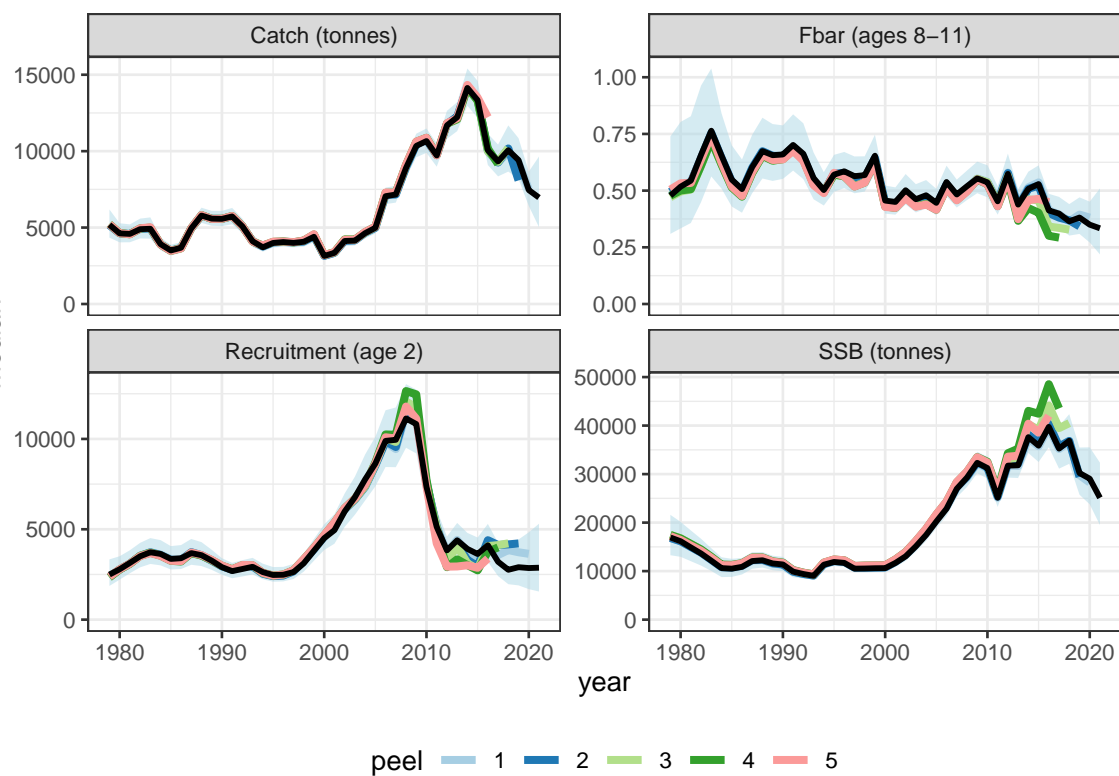 Catch (tonnes)
Fbar (ages 8–11)
15000
10000
5000
0
1.00
0.75
0.50
0.25
0.00
Recruitment (age 2)
SSB (tonnes)
10000
5000
0
50000
40000
30000
20000
10000
0
1980 1990 2000 2010 2020
1980 1990 2000 2010 2020
year
peel 1 2 3 4 5